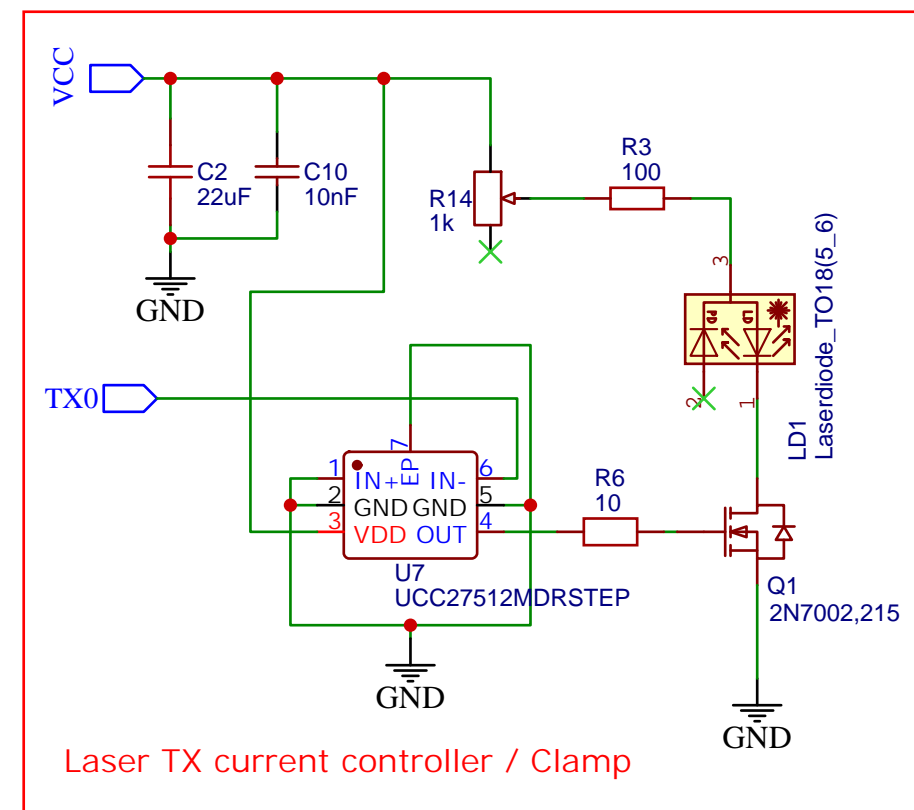 VCC
C2
22uF
C10
10nF
GND
R14
1k
R3
100
3
PD
LD
2
1
LD1
Laserdiode_TO18(5_6)
TX0
7
EP
1
IN+
IN-
6
2
GND
GND
5
3
VDD
OUT
4
U7
UCC27512MDRSTEP
R6
10
Q1
2N7002,215
GND
GND
Laser TX current controller / Clamp